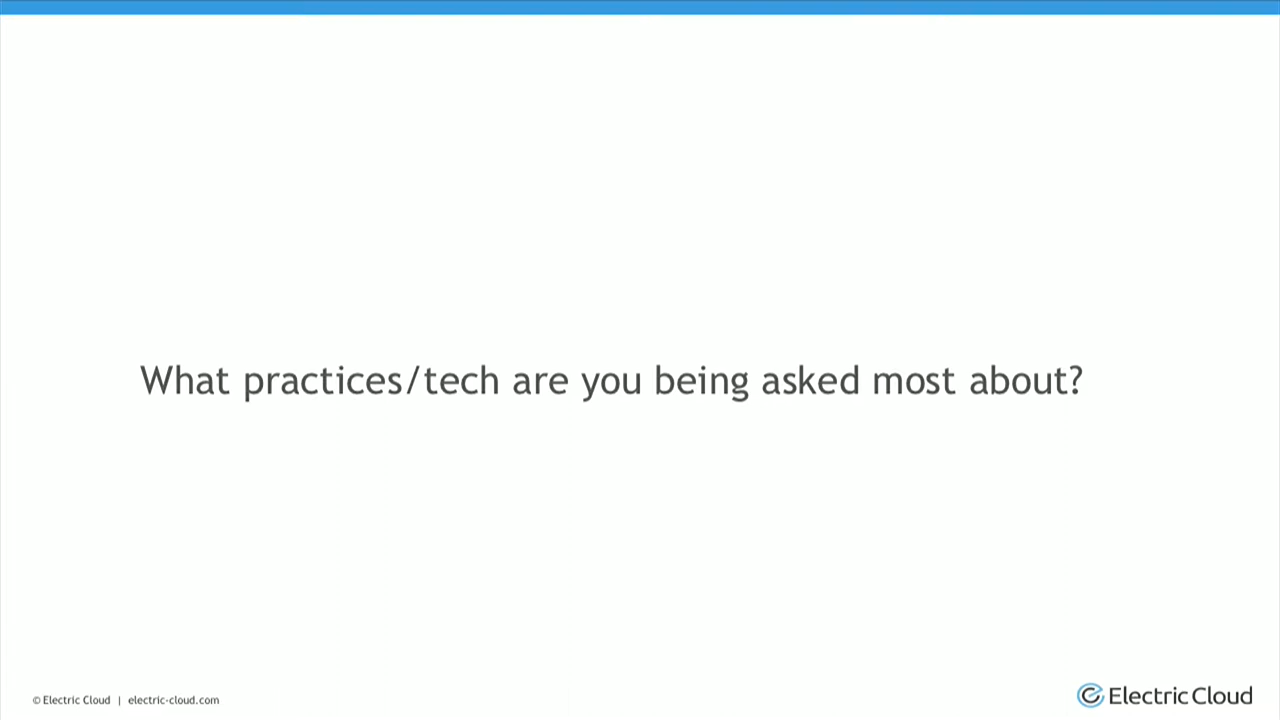 What practices/tech are you being asked most about?
© Electric Cloud | electric-cloud.com
Electric Cloud